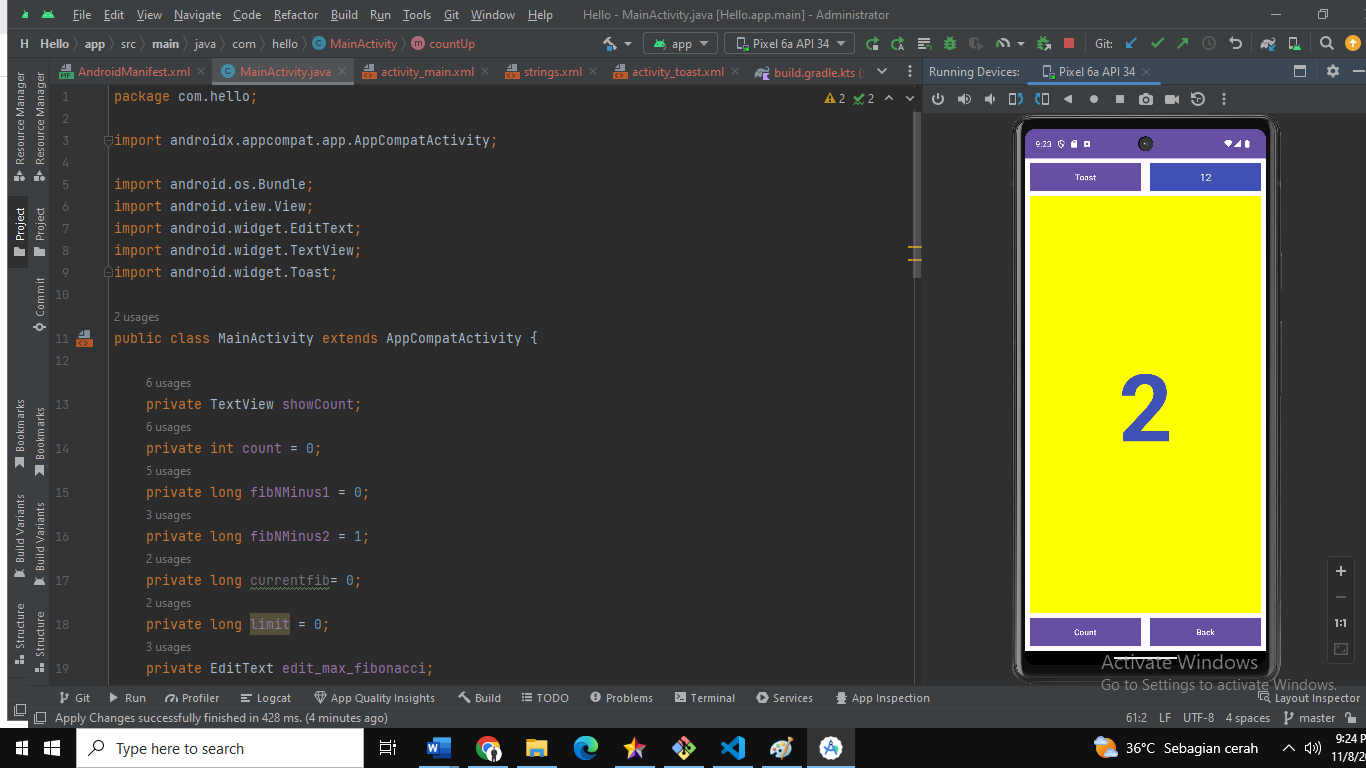 File Edit View Navigate Code Refactor Build Run Tools Git Window Help Hello - MainActivity.java [Hello.app.main] - Administrator
H Hello app src main java com hello MainActivity countUp app Pixel 6a API 34 Git:
AndroidManifest.xml MainActivity.java activity_main.xml strings.xml activity_toast.xml build.gradle.kts (: Running Devices: Pixel 6a API 34
Resource Manager
Project
Bookmarks
Build Variants
Structure
Resource Manager
Project
Commit
Bookmarks
Build Variants
Structure
2 2
1 package com.hello;
2
3 import androidx.appcompat.app.AppCompatActivity;
4
5 import android.os.Bundle;
6 import android.view.View;
7 import android.widget.EditText;
8 import android.widget.TextView;
9 import android.widget.Toast;
10
2 usages
11 public class MainActivity extends AppCompatActivity {
12
6 usages
13 private TextView showCount;
6 usages
14 private int count = 0;
5 usages
15 private long fibNMinus1 = 0;
3 usages
16 private long fibNMinus2 = 1;
2 usages
17 private long currentfib= 0;
2 usages
18 private long limit = 0;
3 usages
19 private EditText edit_max_fibonacci;
9:23
Toast 12
2
Count Back
1:1
Activate Windows
Go to Settings to activate Windows.
Git Run Profiler Logcat App Quality Insights Build TODO Problems Terminal Services App Inspection Layout Inspector
Apply Changes successfully finished in 428 ms. (4 minutes ago) 61:2 LF UTF-8 4 spaces master
Type here to search 36°C Sebagian cerah 9:24 P
11/8/2